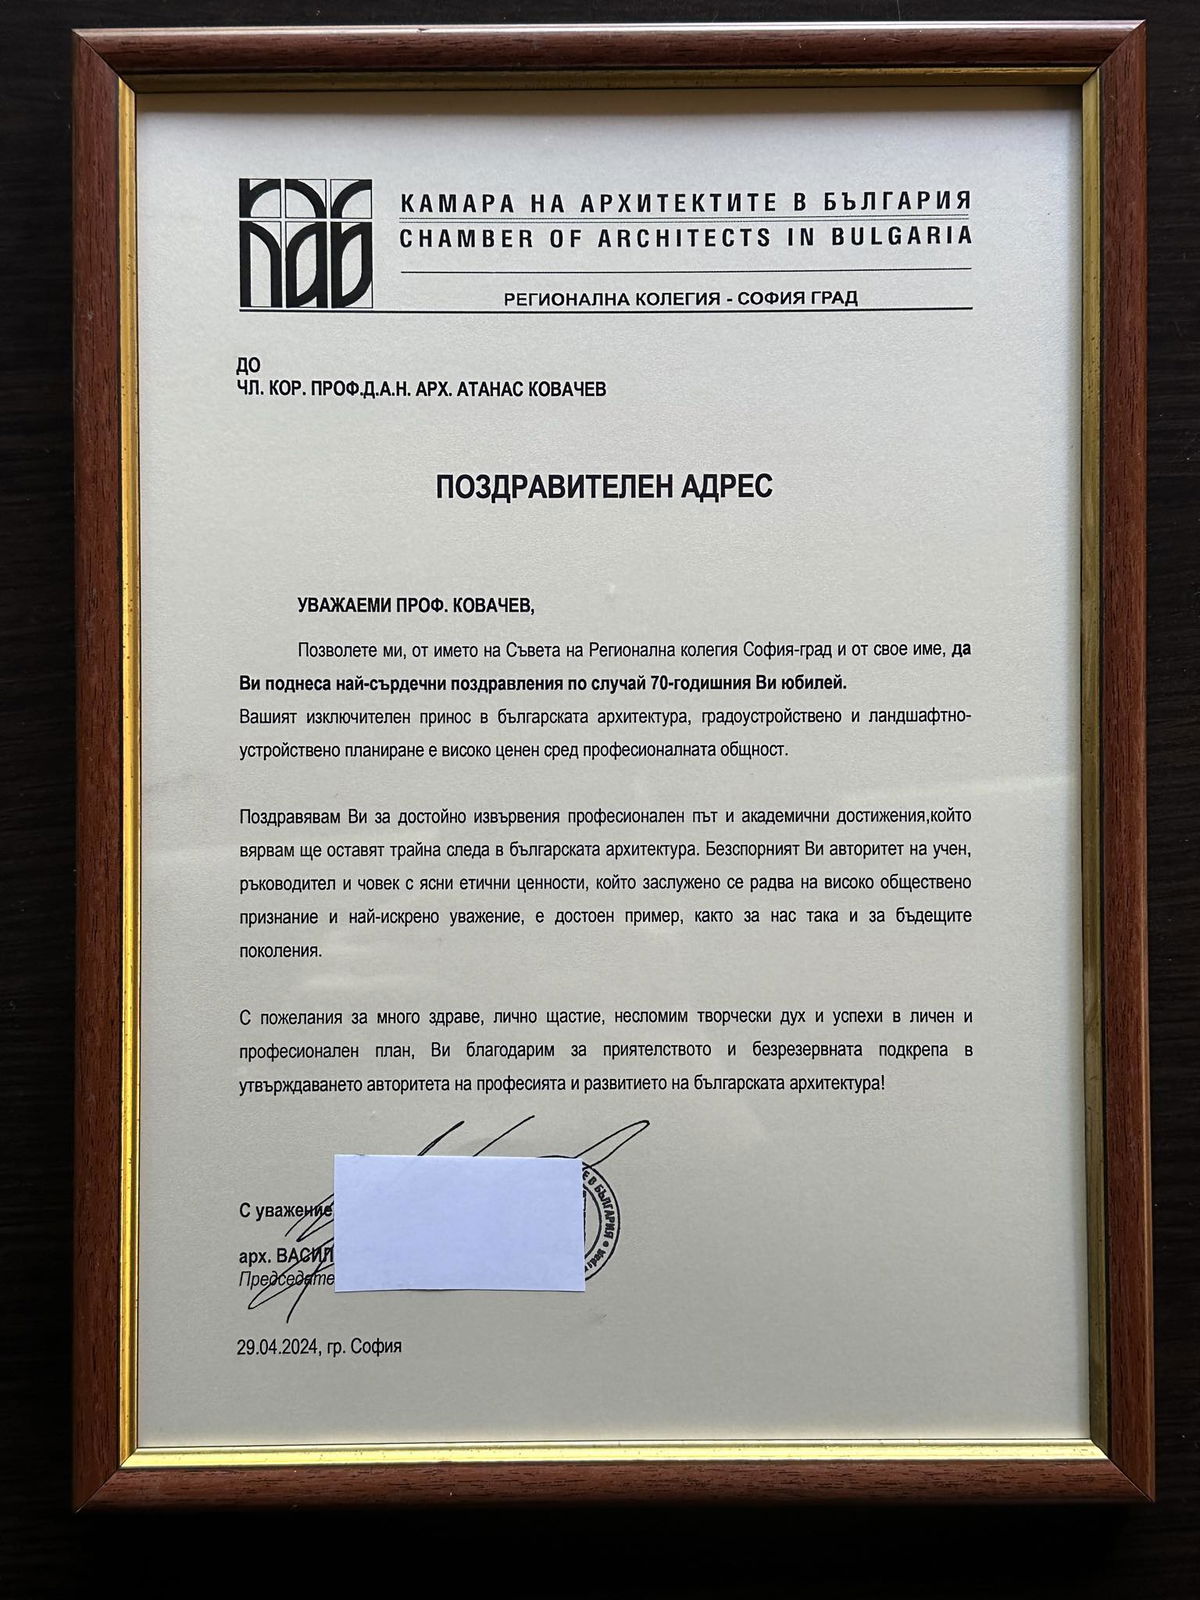 КАБ
КАМАРА НА АРХИТЕКТИТЕ В БЪЛГАРИЯ
CHAMBER OF ARCHITECTS IN BULGARIA
РЕГИОНАЛНА КОЛЕГИЯ - СОФИЯ ГРАД
ДО
ЧЛ. КОР. ПРОФ.Д.А.Н. АРХ. АТАНАС КОВАЧЕВ
ПОЗДРАВИТЕЛЕН АДРЕС
УВАЖАЕМИ ПРОФ. КОВАЧЕВ,
Позволете ми, от името на Съвета на Регионална колегия София-град и от свое име, да
Ви поднеса най-сърдечни поздравления по случай 70-годишния Ви юбилей.
Вашият изключителен принос в българската архитектура, градоустройствено и ландшафтно-
устройствено планиране е високо ценен сред професионалната общност.
Поздравявам Ви за достойно извървения професионален път и академични достижения,който
вярвам ще оставят трайна следа в българската архитектура. Безспорният Ви авторитет на учен,
ръководител и човек с ясни етични ценности, който заслужено се радва на високо обществено
признание и най-искрено уважение, е достоен пример, както за нас така и за бъдещите
поколения.
С пожелания за много здраве, лично щастие, несломим творчески дух и успехи в личен и
професионален план, Ви благодарим за приятелството и безрезервната подкрепа в
утвърждаването авторитета на професията и развитието на българската архитектура!
С уважение
арх. ВАСИЛ
Председате
В БЪЛГАРИЯ
29.04.2024, гр. София